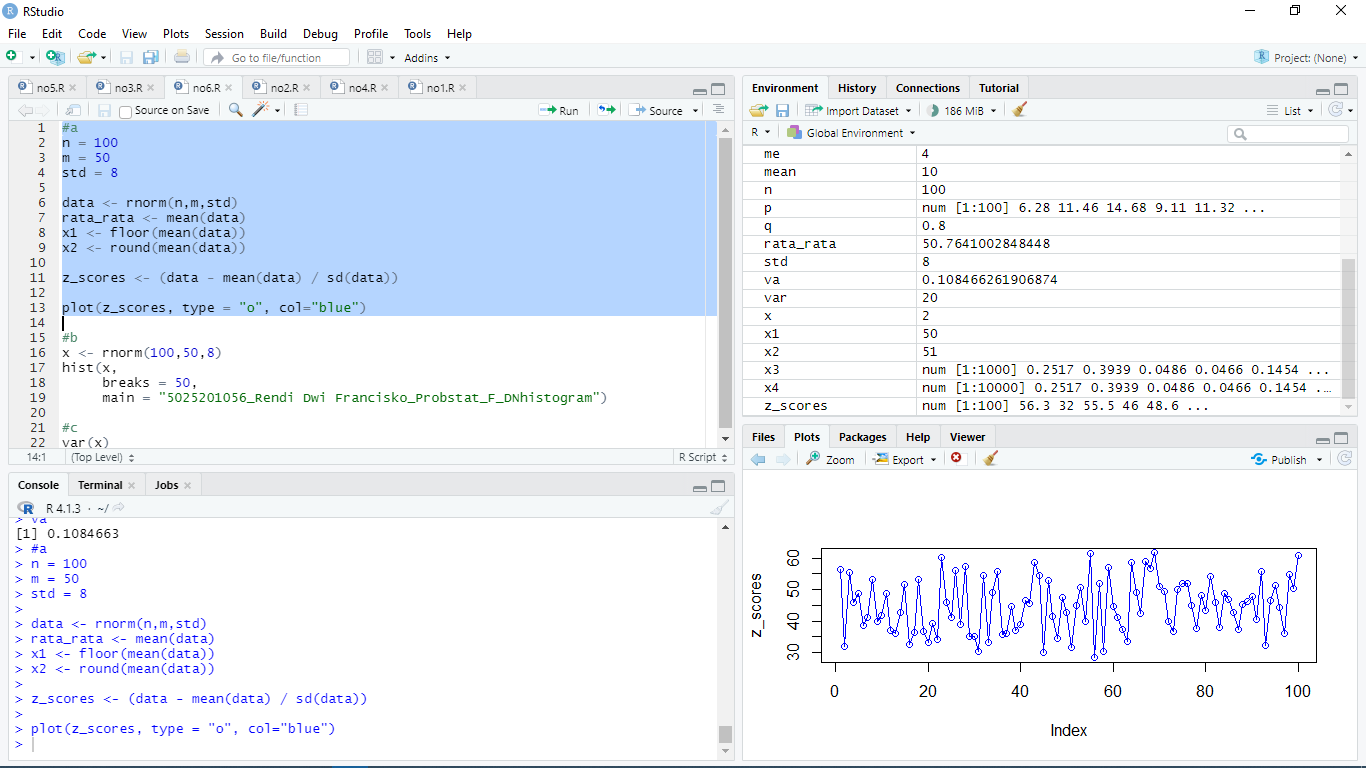 RStudio
File Edit Code View Plots Session Build Debug Profile Tools Help
Go to file/function Addins Project: (None)
no5.R no3.R no6.R no2.R no4.R no1.R
Source on Save Run Source
1 #a
2 n = 100
3 m = 50
4 std = 8
5
6 data <- rnorm(n,m,std)
7 rata_rata <- mean(data)
8 x1 <- floor(mean(data))
9 x2 <- round(mean(data))
10
11 z_scores <- (data - mean(data) / sd(data))
12
13 plot(z_scores, type = "o", col="blue")
14
15 #b
16 x <- rnorm(100,50,8)
17 hist(x,
18 breaks = 50,
19 main = "5025201056_Rendi Dwi Francisko_Probstat_F_DNhistogram")
20
21 #c
22 var(x)
14:1 (Top Level) R Script
Console Terminal Jobs
R 4.1.3 · ~/
> va
[1] 0.1084663
> #a
> n = 100
> m = 50
> std = 8
>
> data <- rnorm(n,m,std)
> rata_rata <- mean(data)
> x1 <- floor(mean(data))
> x2 <- round(mean(data))
>
> z_scores <- (data - mean(data) / sd(data))
>
> plot(z_scores, type = "o", col="blue")
>
Environment History Connections Tutorial
Import Dataset 186 MiB List
R Global Environment
me 4
mean 10
n 100
p num [1:100] 6.28 11.46 14.68 9.11 11.32 ...
q 0.8
rata_rata 50.7641002848448
std 8
va 0.108466261906874
var 20
x 2
x1 50
x2 51
x3 num [1:1000] 0.2517 0.3939 0.0486 0.0466 0.1454 ...
x4 num [1:10000] 0.2517 0.3939 0.0486 0.0466 0.1454 ...
z_scores num [1:100] 56.3 32 55.5 46 48.6 ...
Files Plots Packages Help Viewer
Zoom Export Publish
z_scores
60
50
40
30
0 20 40 60 80 100
Index